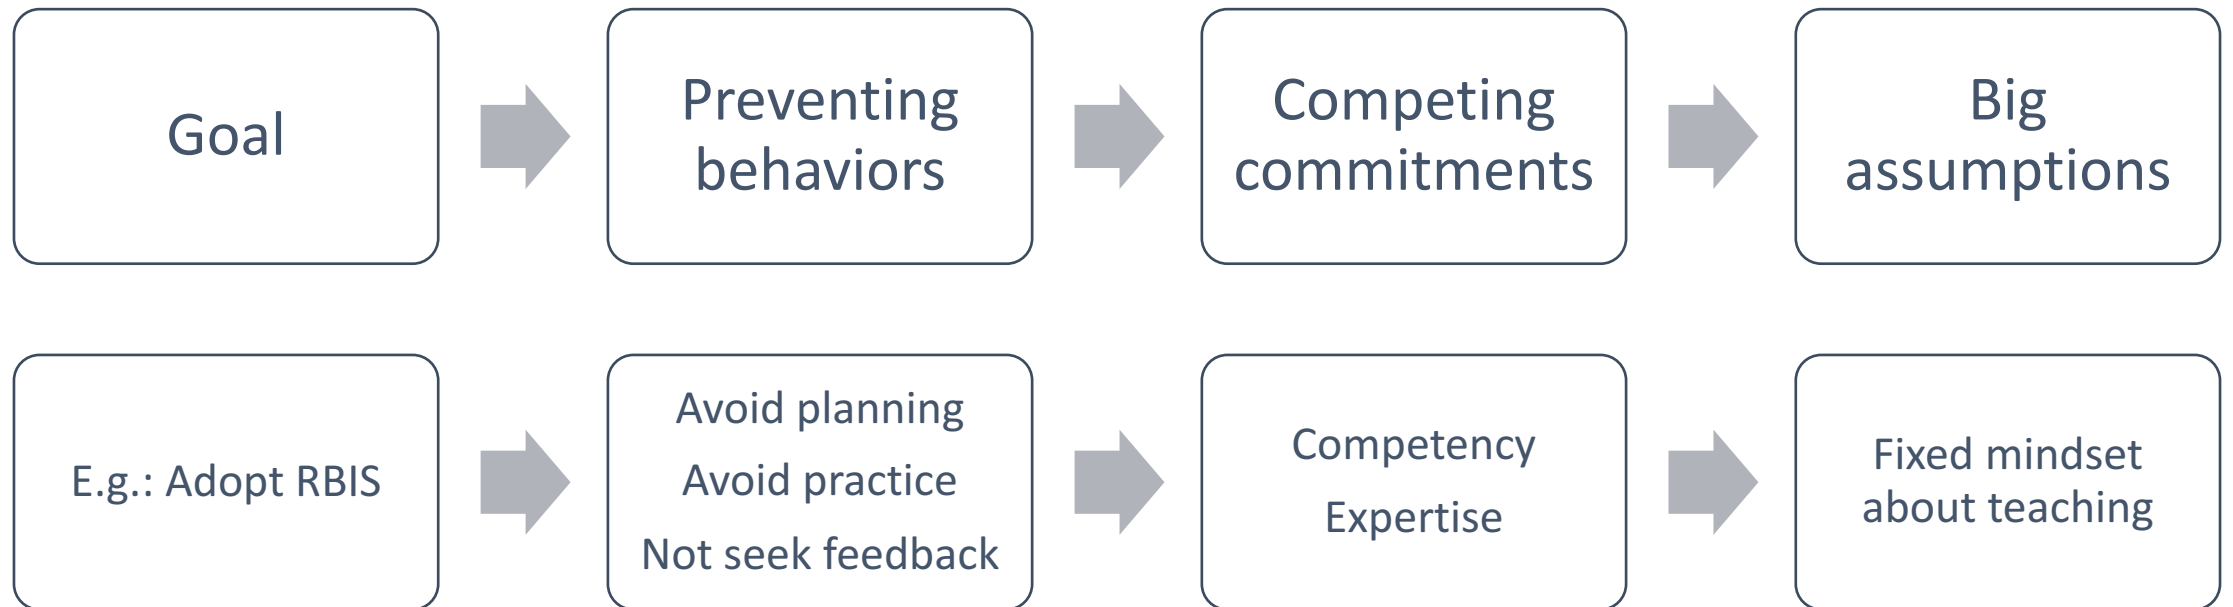 Goal
Preventing
behaviors
Competing
commitments
Big
assumptions
E.g.: Adopt RBIS
Avoid planning
Avoid practice
Not seek feedback
Competency
Expertise
Fixed mindset
about teaching